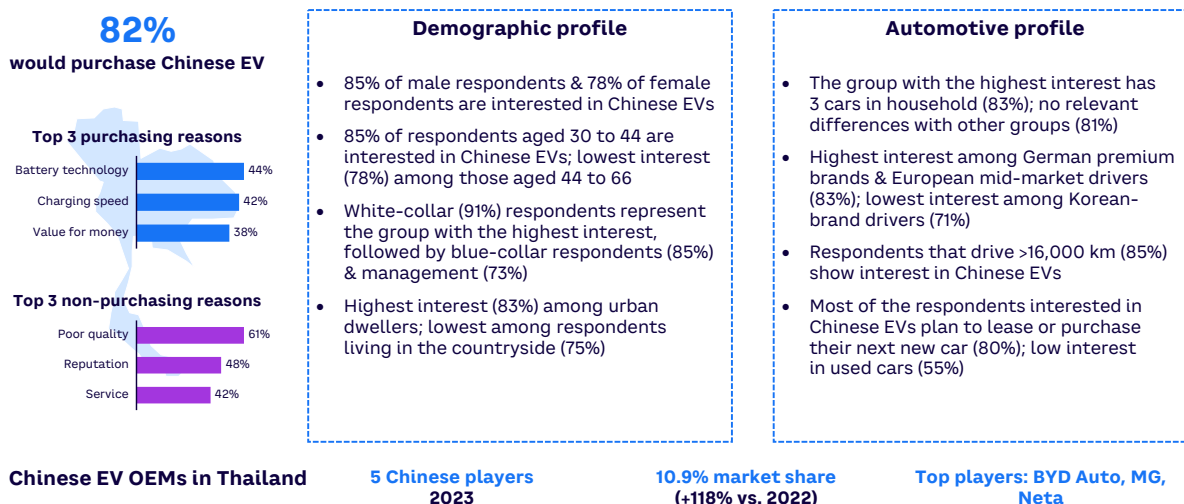 82%
would purchase Chinese EV
Top 3 purchasing reasons
Battery technology 44%
Charging speed 42%
Value for money 38%
Top 3 non-purchasing reasons
Poor quality 61%
Reputation 48%
Service 42%
Demographic profile
• 85% of male respondents & 78% of female
respondents are interested in Chinese EVs
• 85% of respondents aged 30 to 44 are
interested in Chinese EVs; lowest interest
(78%) among those aged 44 to 66
• White-collar (91%) respondents represent
the group with the highest interest,
followed by blue-collar respondents (85%)
& management (73%)
• Highest interest (83%) among urban
dwellers; lowest among respondents
living in the countryside (75%)
Automotive profile
• The group with the highest interest has
3 cars in household (83%); no relevant
differences with other groups (81%)
• Highest interest among German premium
brands & European mid-market drivers
(83%); lowest interest among Korean-
brand drivers (71%)
• Respondents that drive >16,000 km (85%)
show interest in Chinese EVs
• Most of the respondents interested in
Chinese EVs plan to lease or purchase
their next new car (80%); low interest
in used cars (55%)
Chinese EV OEMs in Thailand
5 Chinese players
2023
10.9% market share
(+118% vs. 2022)
Top players: BYD Auto, MG,
Neta